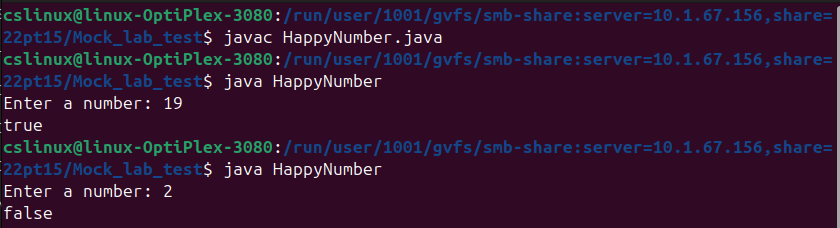 cslinux@linux-OptiPlex-3080:/run/user/1001/gvfs/smb-share:server=10.1.67.156,share=
22pt15/Mock_lab_test$ javac HappyNumber.java
cslinux@linux-OptiPlex-3080:/run/user/1001/gvfs/smb-share:server=10.1.67.156,share=
22pt15/Mock_lab_test$ java HappyNumber
Enter a number: 19
true
cslinux@linux-OptiPlex-3080:/run/user/1001/gvfs/smb-share:server=10.1.67.156,share=
22pt15/Mock_lab_test$ java HappyNumber
Enter a number: 2
false